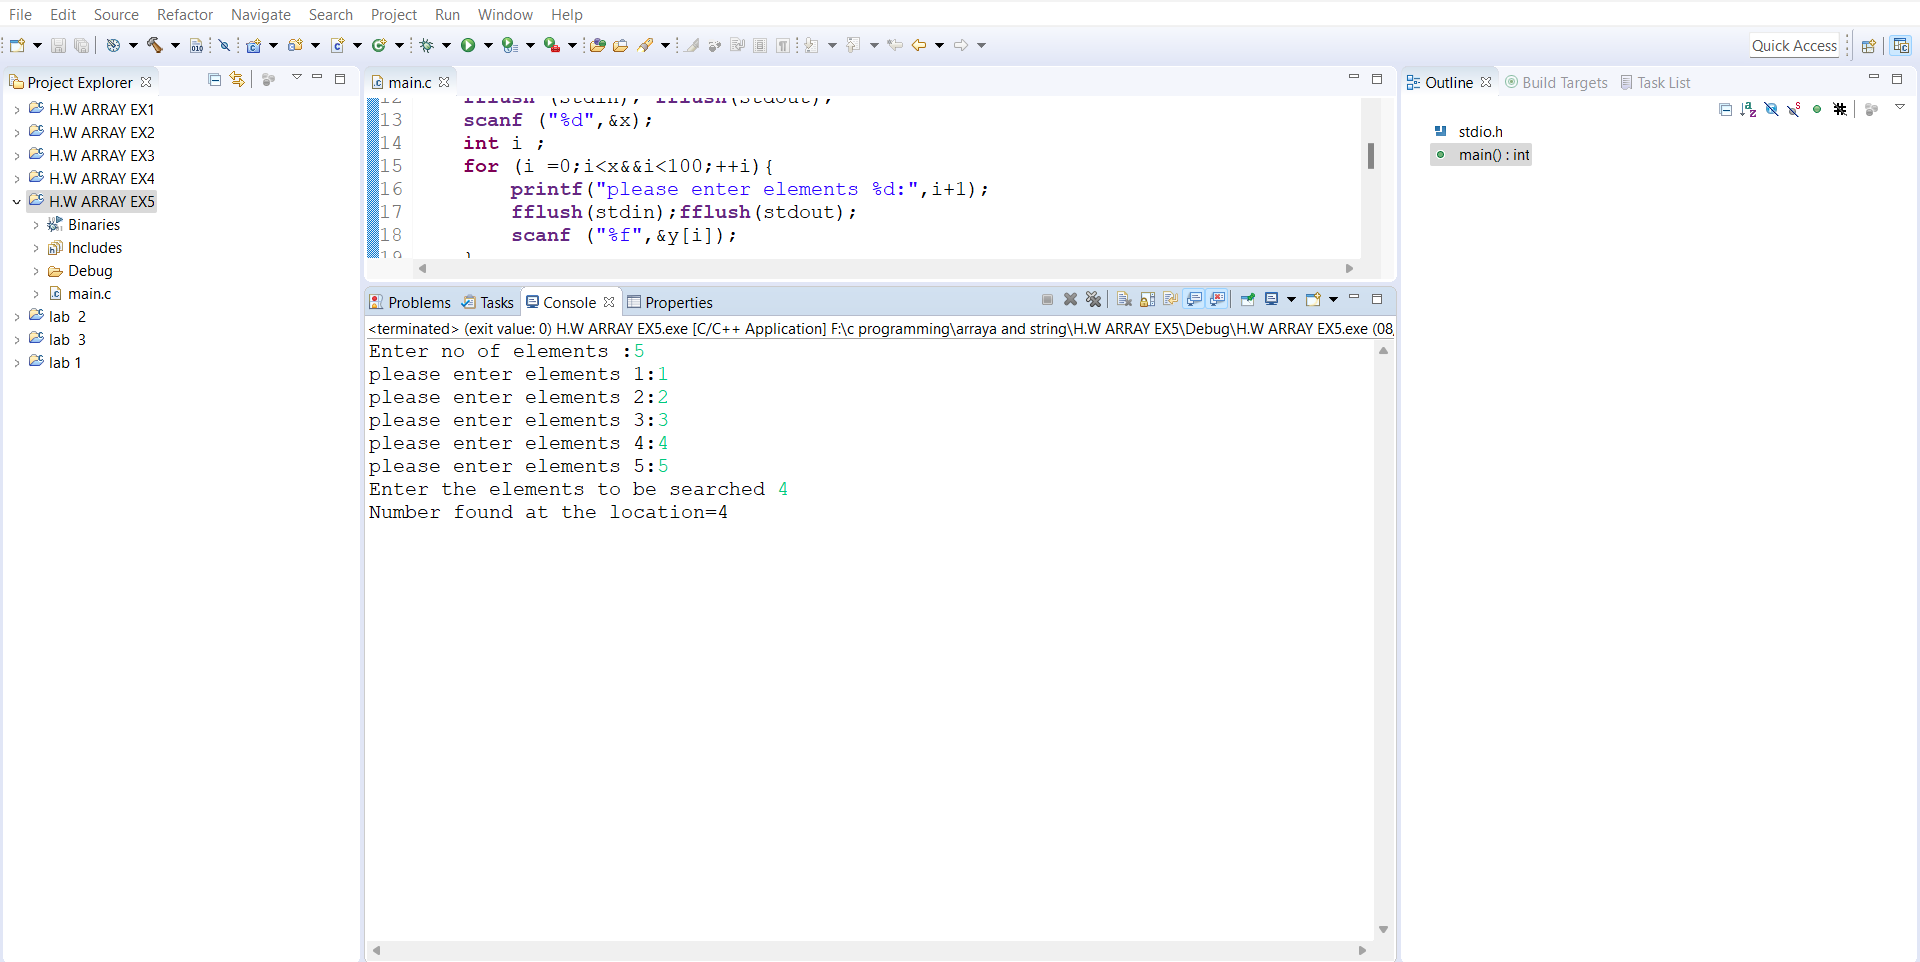 File Edit Source Refactor Navigate Search Project Run Window Help
Quick Access
Project Explorer
H.W ARRAY EX1
H.W ARRAY EX2
H.W ARRAY EX3
H.W ARRAY EX4
H.W ARRAY EX5
Binaries
Includes
Debug
main.c
lab 2
lab 3
lab 1
main.c
12 fflush (stdin); fflush(stdout);
13 scanf ("%d",&x);
14 int i ;
15 for (i =0;i<x&&i<100;++i){
16 printf("please enter elements %d:",i+1);
17 fflush(stdin);fflush(stdout);
18 scanf ("%f",&y[i]);
19 }
Problems Tasks Console Properties
<terminated> (exit value: 0) H.W ARRAY EX5.exe [C/C++ Application] F:\c programming\arraya and string\H.W ARRAY EX5\Debug\H.W ARRAY EX5.exe (08
Enter no of elements :5
please enter elements 1:1
please enter elements 2:2
please enter elements 3:3
please enter elements 4:4
please enter elements 5:5
Enter the elements to be searched 4
Number found at the location=4
Outline Build Targets Task List
stdio.h
main() : int